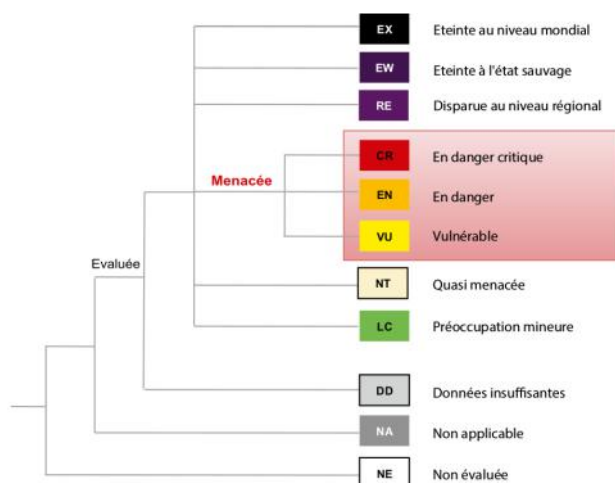 EX Eteinte au niveau mondial
EW Eteinte à l'état sauvage
RE Disparue au niveau régional
CR En danger critique
Menacée
EN En danger
VU Vulnérable
Evaluée
NT Quasi menacée
LC Préoccupation mineure
DD Données insuffisantes
NA Non applicable
NE Non évaluée